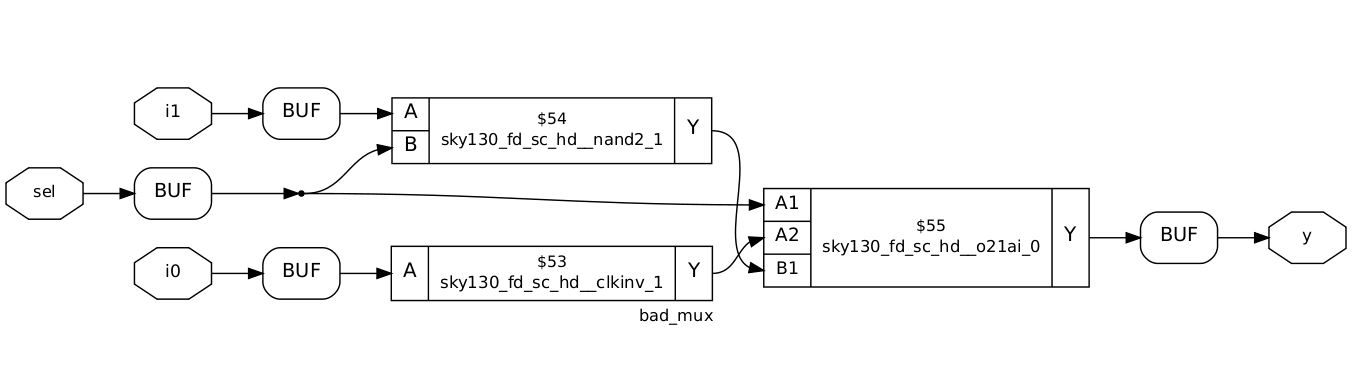 i1
BUF
A
B
$54
sky130_fd_sc_hd__nand2_1
Y
sel
BUF
A1
A2
B1
$55
sky130_fd_sc_hd__o21ai_0
Y
BUF
y
i0
BUF
A
$53
sky130_fd_sc_hd__clkinv_1
Y
bad_mux